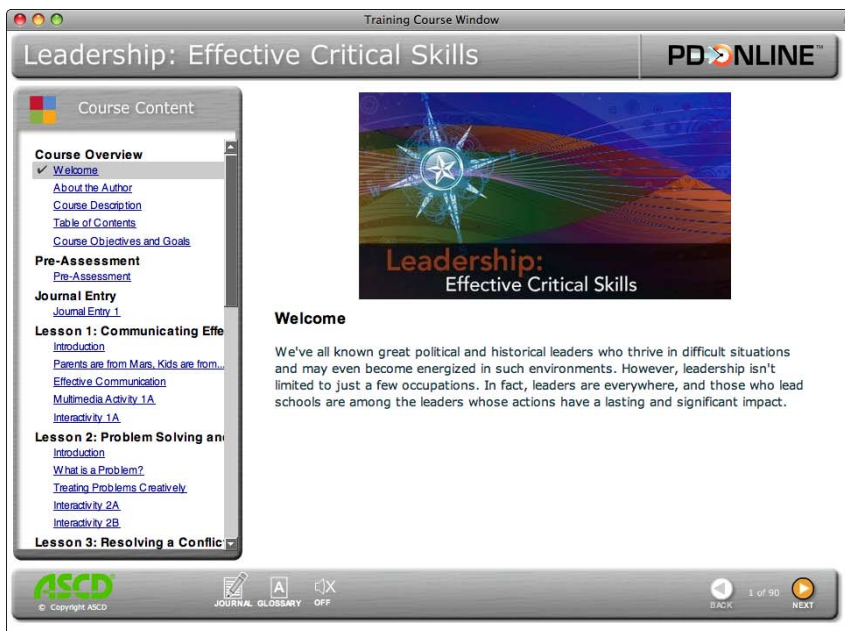 Training Course Window
Leadership: Effective Critical Skills
PD ONLINE™
Course Content
Course Overview
✓ Welcome
About the Author
Course Description
Table of Contents
Course Objectives and Goals
Pre-Assessment
Pre-Assessment
Journal Entry
Journal Entry 1
Lesson 1: Communicating Effe
Introduction
Parents are from Mars, Kids are from...
Effective Communication
Multimedia Activity 1A
Interactivity 1A
Lesson 2: Problem Solving an
Introduction
What is a Problem?
Treating Problems Creatively
Interactivity 2A
Interactivity 2B
Lesson 3: Resolving a Conflic
Leadership:
Effective Critical Skills
Welcome
We've all known great political and historical leaders who thrive in difficult situations
and may even become energized in such environments. However, leadership isn't
limited to just a few occupations. In fact, leaders are everywhere, and those who lead
schools are among the leaders whose actions have a lasting and significant impact.
ASCD
© Copyright ASCD
JOURNAL
A
GLOSSARY
OFF
BACK
1 of 90
NEXT